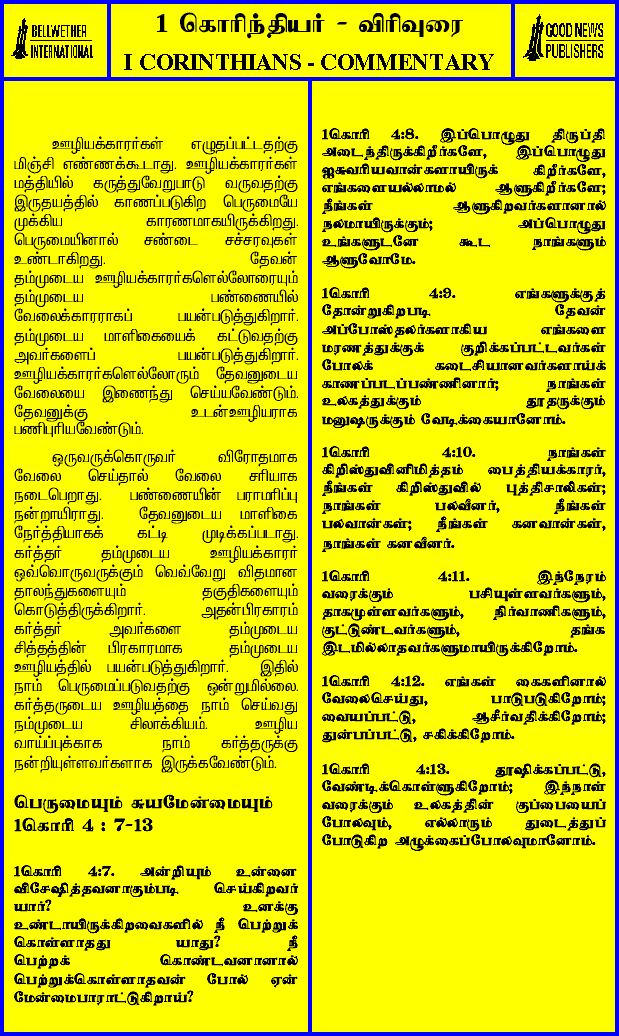 BELLWETHER
INTERNATIONAL
1 கொரிந்தியர் - விரிவுரை
I CORINTHIANS - COMMENTARY
GOOD NEWS
PUBLISHERS
ஊழியக்காரர்கள் எழுதப்பட்டதற்கு
மிஞ்சி எண்ணக்கூடாது. ஊழியக்காரர்கள்
மத்தியில் கருத்துவேறுபாடு வருவதற்கு
இருதயத்தில் காணப்படுகிற பெருமையே
முக்கிய காரணமாகயிருக்கிறது.
பெருமையினால் சண்டை சச்சரவுகள்
உண்டாகிறது. தேவன்
தம்முடைய ஊழியக்காரர்களெல்லோரையும்
தம்முடைய பண்ணையில்
வேலைக்காரராகப் பயன்படுத்துகிறார்.
தம்முடைய மாளிகையைக் கட்டுவதற்கு
அவர்களைப் பயன்படுத்துகிறார்.
ஊழியக்காரர்களெல்லோரும் தேவனுடைய
வேலையை இணைந்து செய்யவேண்டும்.
தேவனுக்கு உடன்ஊழியராக
பணிபுரியவேண்டும்.
ஒருவருக்கொருவர் விரோதமாக
வேலை செய்தால் வேலை சரியாக
நடைபெறாது. பண்ணையின் பராமரிப்பு
நன்றாயிராது. தேவனுடைய மாளிகை
நேர்த்தியாகக் கட்டி முடிக்கப்படாது.
கர்த்தர் தம்முடைய ஊழியக்காரர்
ஒவ்வொருவருக்கும் வெவ்வேறு விதமான
தாலந்துகளையும் தகுதிகளையும்
கொடுத்திருக்கிறார். அதன்பிரகாரம்
கர்த்தர் அவர்களை தம்முடைய
சித்தத்தின் பிரகாரமாக தம்முடைய
ஊழியத்தில் பயன்படுத்துகிறார். இதில்
நாம் பெருமைப்படுவதற்கு ஒன்றுமில்லை.
கர்த்தருடைய ஊழியத்தை நாம் செய்வது
நம்முடைய சிலாக்கியம். ஊழிய
வாய்ப்புக்காக நாம் கர்த்தருக்கு
நன்றியுள்ளவர்களாக இருக்கவேண்டும்.
பெருமையும் சுயமேன்மையும்
1கொரி 4 : 7-13
1கொரி 4:7. அன்றியும் உன்னை
விசேஷித்தவனாகும்படி செய்கிறவர்
யார்? உனக்கு
உண்டாயிருக்கிறவைகளில் நீ பெற்றுக்
கொள்ளாதது யாது? நீ
பெற்றக் கொண்டவனானால்
பெற்றுக்கொள்ளாதவன் போல் ஏன்
மேன்மைபாராட்டுகிறாய்?
1கொரி 4:8. இப்பொழுது திருப்தி
அடைந்திருக்கிறீர்களே, இப்பொழுது
ஐசுவரியவான்களாயிருக் கிறீர்களே,
எங்களையல்லாமல் ஆளுகிறீர்களே;
நீங்கள் ஆளுகிறவர்களானால்
நலமாயிருக்கும்; அப்பொழுது
உங்களுடனே கூட நாங்களும்
ஆளுவோமே.
1கொரி 4:9. எங்களுக்குத்
தோன்றுகிறபடி தேவன்
அப்போஸ்தலர்களாகிய எங்களை
மரணத்துக்குக் குறிக்கப்பட்டவர்கள்
போலக் கடைசியானவர்களாய்க்
காணப்படப்பண்ணினார்; நாங்கள்
உலகத்துக்கும் தூதருக்கும்
மனுஷருக்கும் வேடிக்கையானோம்.
1கொரி 4:10. நாங்கள்
கிறிஸ்துவினிமித்தம் பைத்தியக்காரர்,
நீங்கள் கிறிஸ்துவில் புத்திசாலிகள்;
நாங்கள் பலவீனர், நீங்கள்
பலவான்கள்; நீங்கள் கனவான்கள்,
நாங்கள் கனவீனர்.
1கொரி 4:11. இந்நேரம்
வரைக்கும் பசியுள்ளவர்களும்,
தாகமுள்ளவர்களும், நிர்வாணிகளும்,
குட்டுண்டவர்களும், தங்க
இடமில்லாதவர்களுமாயிருக்கிறோம்.
1கொரி 4:12. எங்கள் கைகளினால்
வேலைசெய்து, பாடுபடுகிறோம்;
வையப்பட்டு, ஆசீர்வதிக்கிறோம்;
துன்பப்பட்டு, சகிக்கிறோம்.
1கொரி 4:13. தூஷிக்கப்பட்டு,
வேண்டிக்கொள்ளுகிறோம்; இந்நாள்
வரைக்கும் உலகத்தின் குப்பையைப்
போலவும், எல்லாரும் துடைத்துப்
போடுகிற அழுக்கைப்போலவுமானோம்.